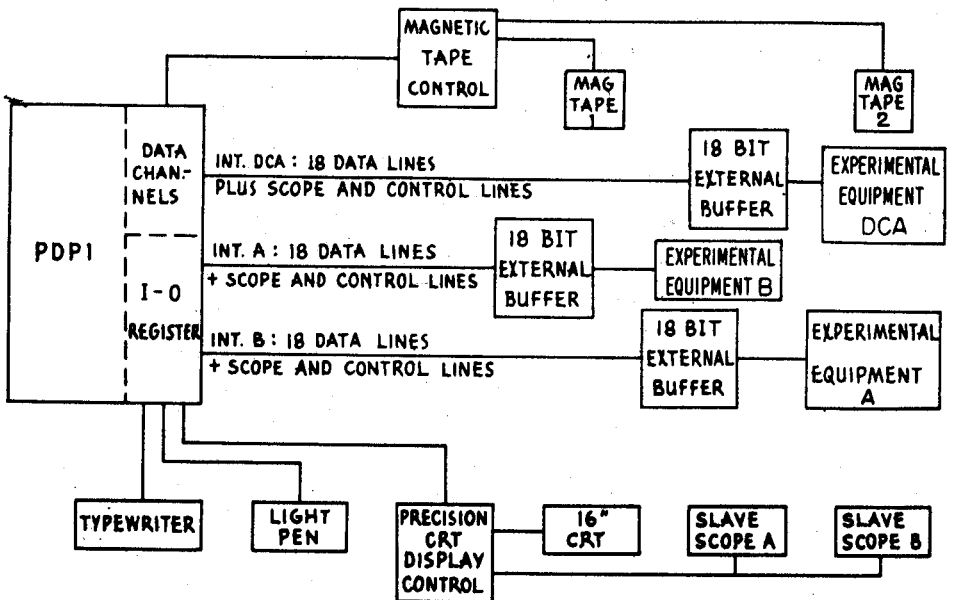 MAGNETIC
TAPE
CONTROL
MAG
TAPE
1
MAG
TAPE
2
PDP1
DATA
CHAN-
NELS
I-O
REGISTER
INT. DCA: 18 DATA LINES
PLUS SCOPE AND CONTROL LINES
18 BIT
EXTERNAL
BUFFER
EXPERIMENTAL
EQUIPMENT
DCA
INT. A: 18 DATA LINES
+ SCOPE AND CONTROL LINES
18 BIT
EXTERNAL
BUFFER
EXPERIMENTAL
EQUIPMENT B
INT. B: 18 DATA LINES
+ SCOPE AND CONTROL LINES
18 BIT
EXTERNAL
BUFFER
EXPERIMENTAL
EQUIPMENT
A
TYPEWRITER
LIGHT
PEN
PRECISION
CRT
DISPLAY
CONTROL
16"
CRT
SLAVE
SCOPE A
SLAVE
SCOPE B